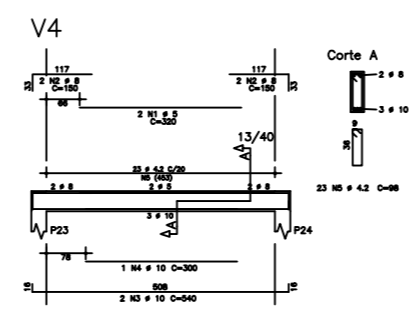 V4
117
2 N2 ø 8
C=150
33
117
2 N2 ø 8
C=150
33
66
2 N1 ø 5
C=320
13/40
23 ø 4.2 C/20
N5 (453)
2 ø 8
2 ø 5
2 ø 8
3 ø 10
P23
P24
78
1 N4 ø 10 C=300
16
508
16
2 N3 ø 10 C=540
Corte A
2 ø 8
3 ø 10
9
36
23 N5 ø 4.2 C=98